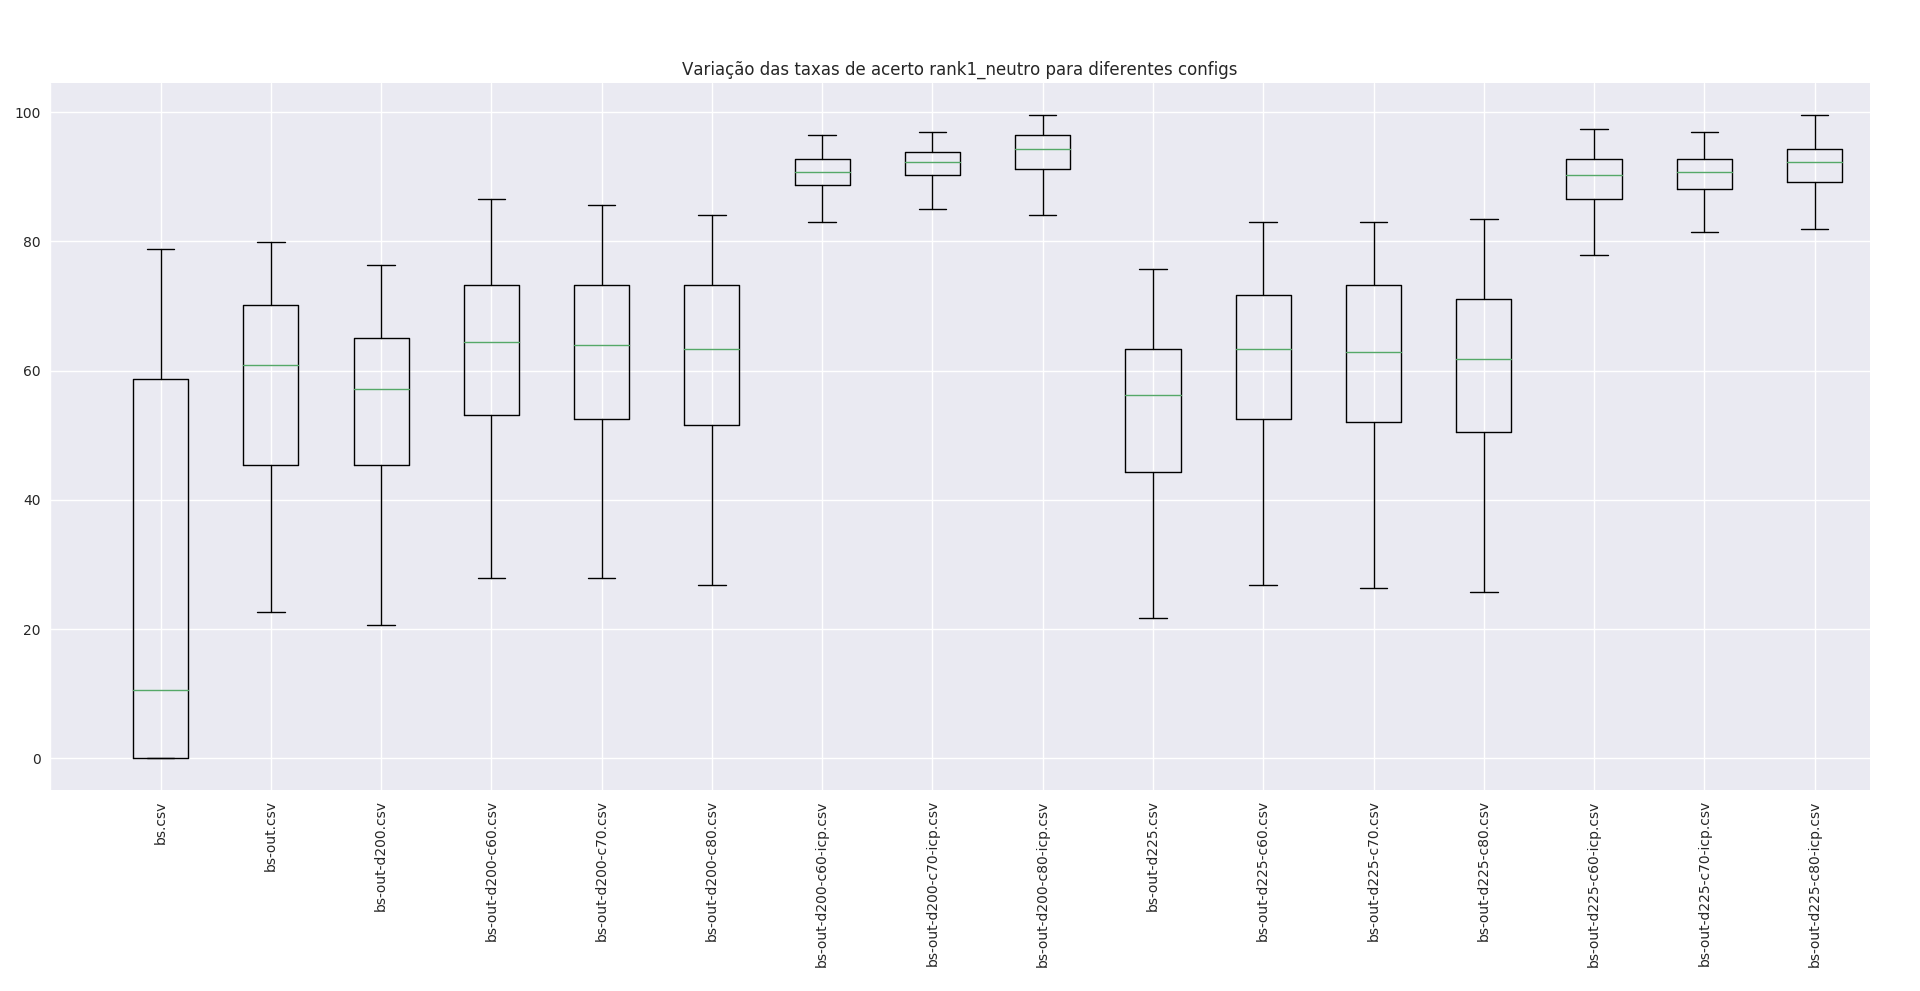 Variação das taxas de acerto rank1_neutro para diferentes configs
100
80
60
40
20
0
bs.csv
bs-out.csv
bs-out-d200.csv
bs-out-d200-c60.csv
bs-out-d200-c70.csv
bs-out-d200-c80.csv
bs-out-d200-c60-icp.csv
bs-out-d200-c70-icp.csv
bs-out-d200-c80-icp.csv
bs-out-d225.csv
bs-out-d225-c60.csv
bs-out-d225-c70.csv
bs-out-d225-c80.csv
bs-out-d225-c60-icp.csv
bs-out-d225-c70-icp.csv
bs-out-d225-c80-icp.csv